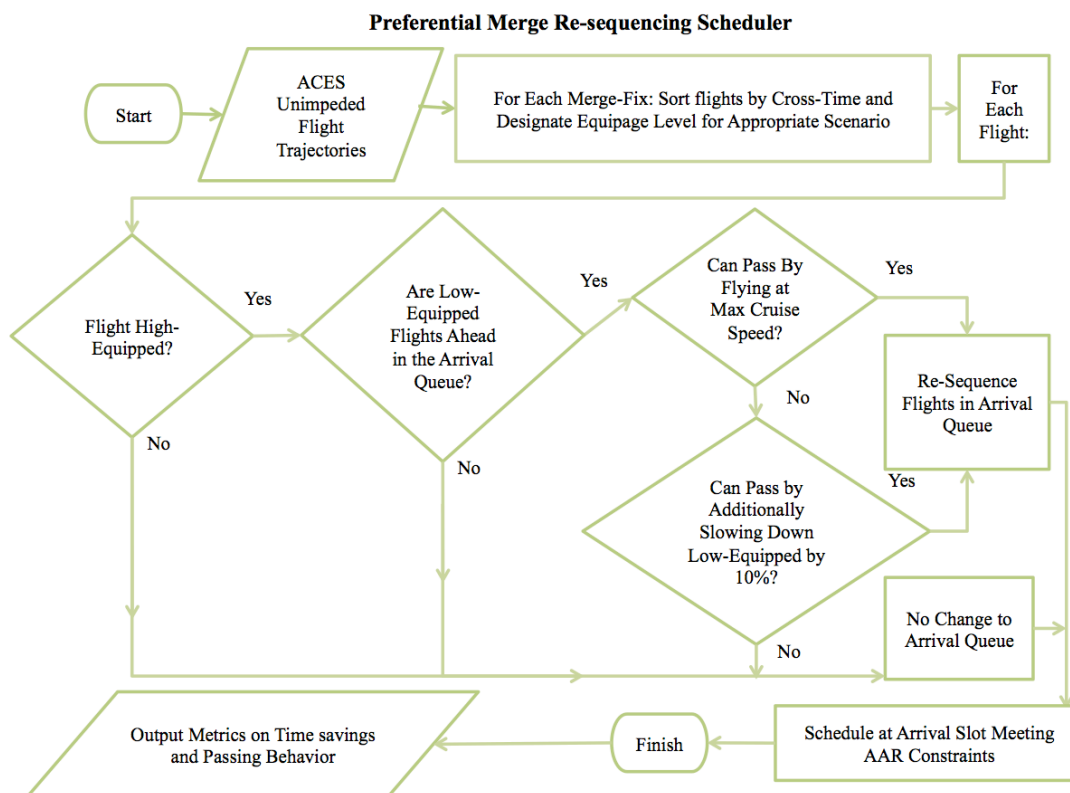 Preferential Merge Re-sequencing Scheduler
Start
ACES
Unimpeded
Flight
Trajectories
For Each Merge-Fix: Sort flights by Cross-Time and
Designate Equipage Level for Appropriate Scenario
For
Each
Flight:
Flight High-
Equipped?
Yes
No
Are Low-
Equipped
Flights Ahead
in the Arrival
Queue?
Yes
No
Can Pass By
Flying at
Max Cruise
Speed?
Yes
No
Re-Sequence
Flights in Arrival
Queue
Can Pass by
Additionally
Slowing Down
Low-Equipped by
10%?
Yes
No
No Change to
Arrival Queue
Schedule at Arrival Slot Meeting
AAR Constraints
Finish
Output Metrics on Time savings
and Passing Behavior